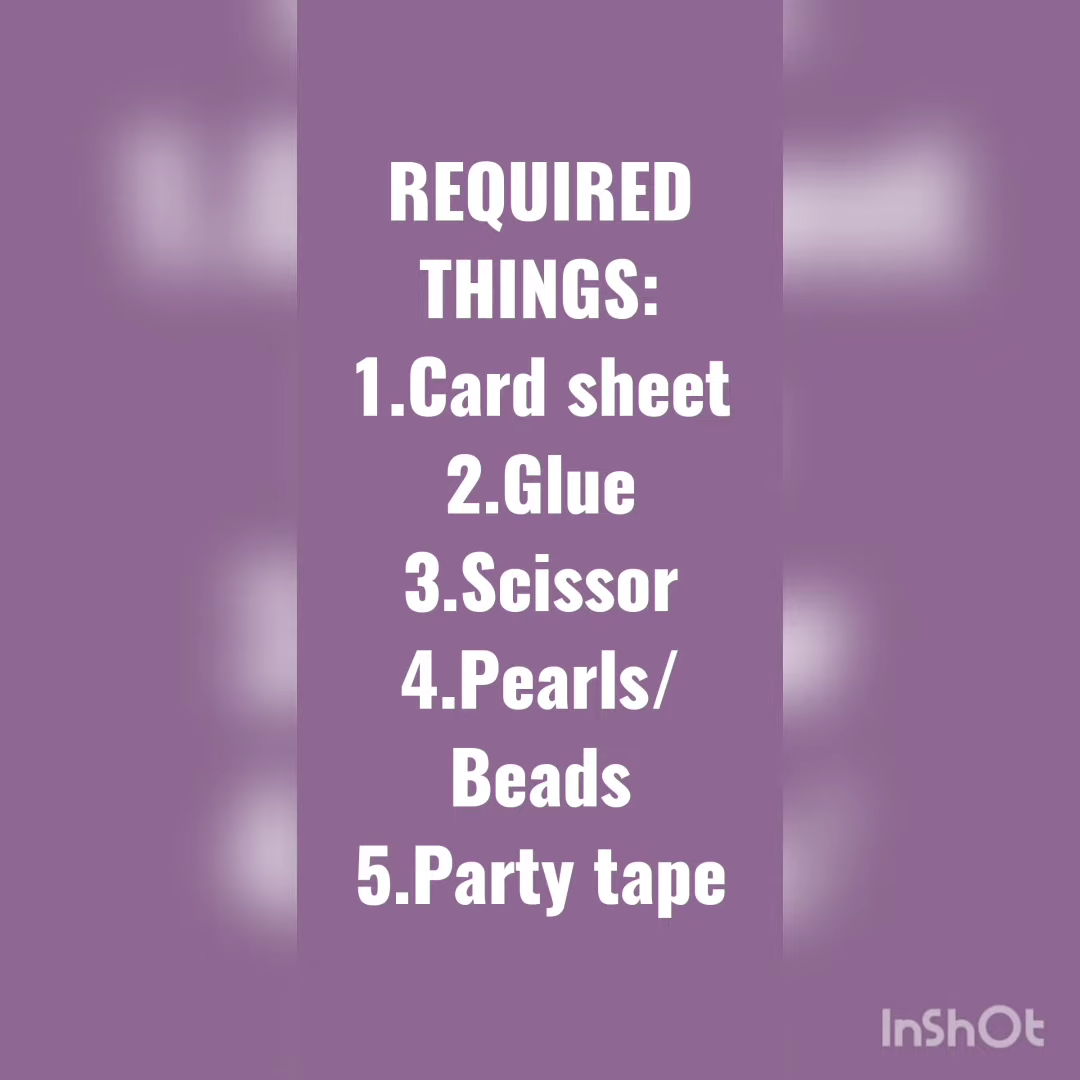 REQUIRED
THINGS:
1.Card sheet
2.Glue
3.Scissor
4.Pearls/
Beads
5.Party tape
InShOt